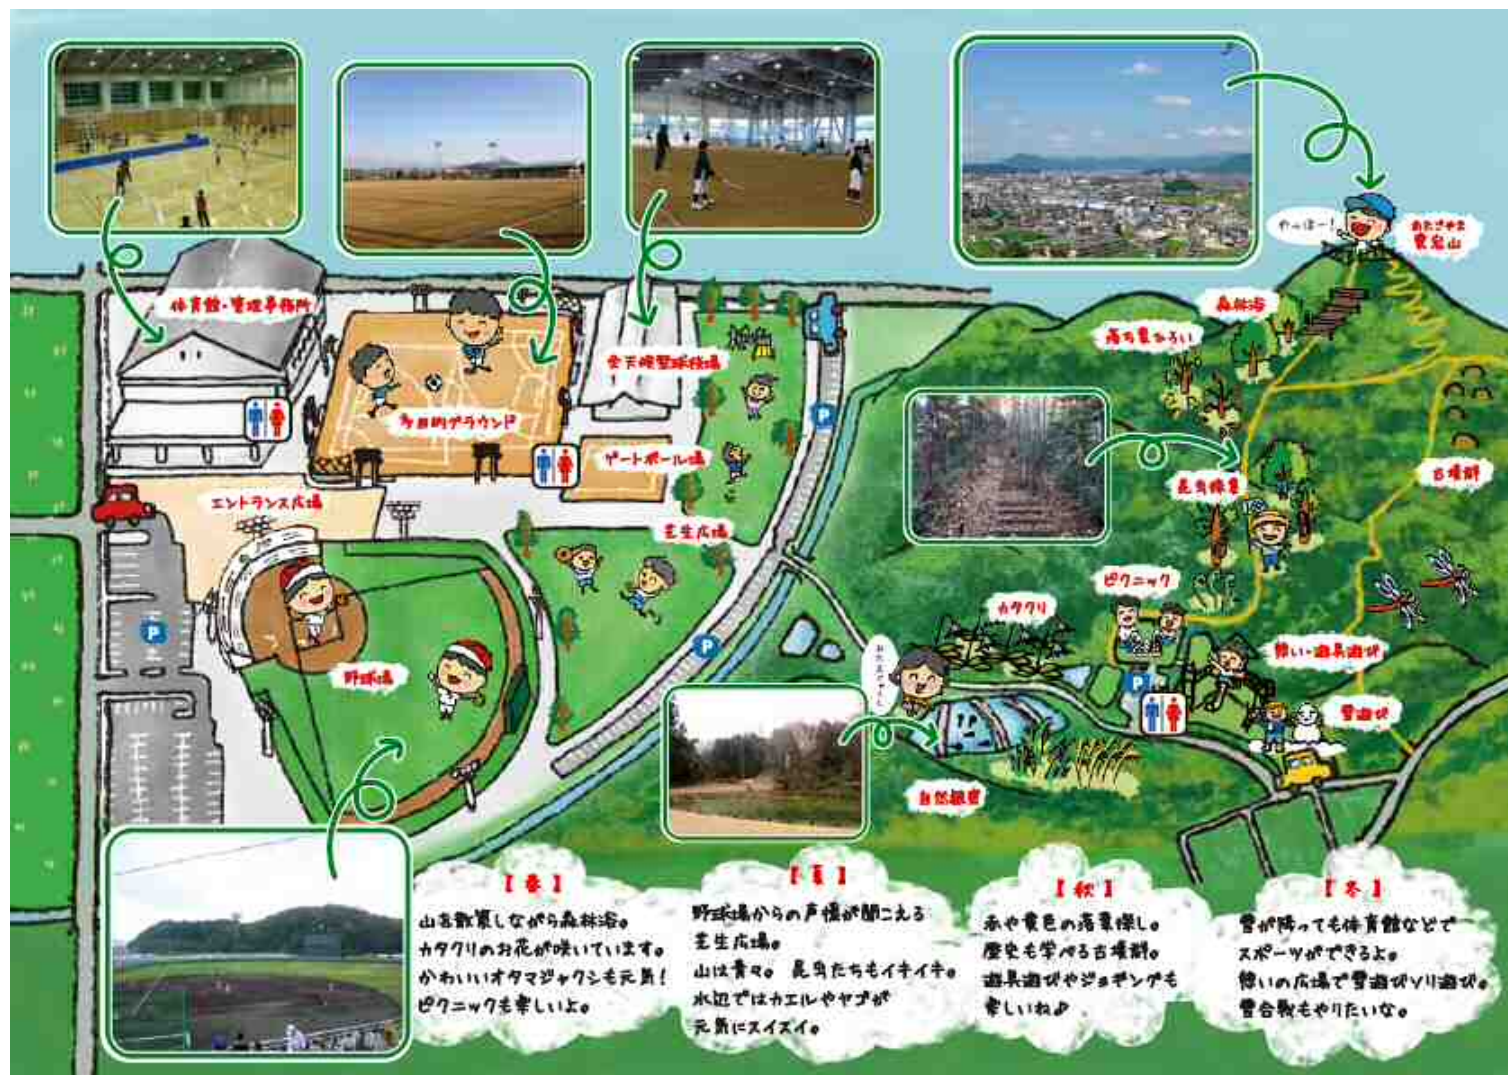 やっほー!
あたごやま
愛宕山
体育館・管理事務所
多目的グラウンド
全天候型球技場
ゲートボール場
エントランス広場
芝生広場
野球場
森林浴
落ち葉ひろい
昆虫採集
古墳群
ピクニック
カタクリ
憩い・遊具遊び
雪遊び
自然観察
P
P
P
P
【春】
山を散策しながら森林浴。
カタクリのお花が咲いています。
かわいいオタマジャクシも元気!
ピクニックも楽しいよ。
【夏】
野球場からの声援が聞こえる
芝生広場。
山は青々。昆虫たちもイキイキ。
水辺ではカエルやヤゴが
元気にスイスイ。
【秋】
赤や黄色の落葉探し。
歴史も学べる古墳群。
遊具遊びやジョギングも
楽しいね♪
【冬】
雪が降っても体育館などで
スポーツができるよ。
憩いの広場で雪遊びソリ遊び。
雪合戦もやりたいな。